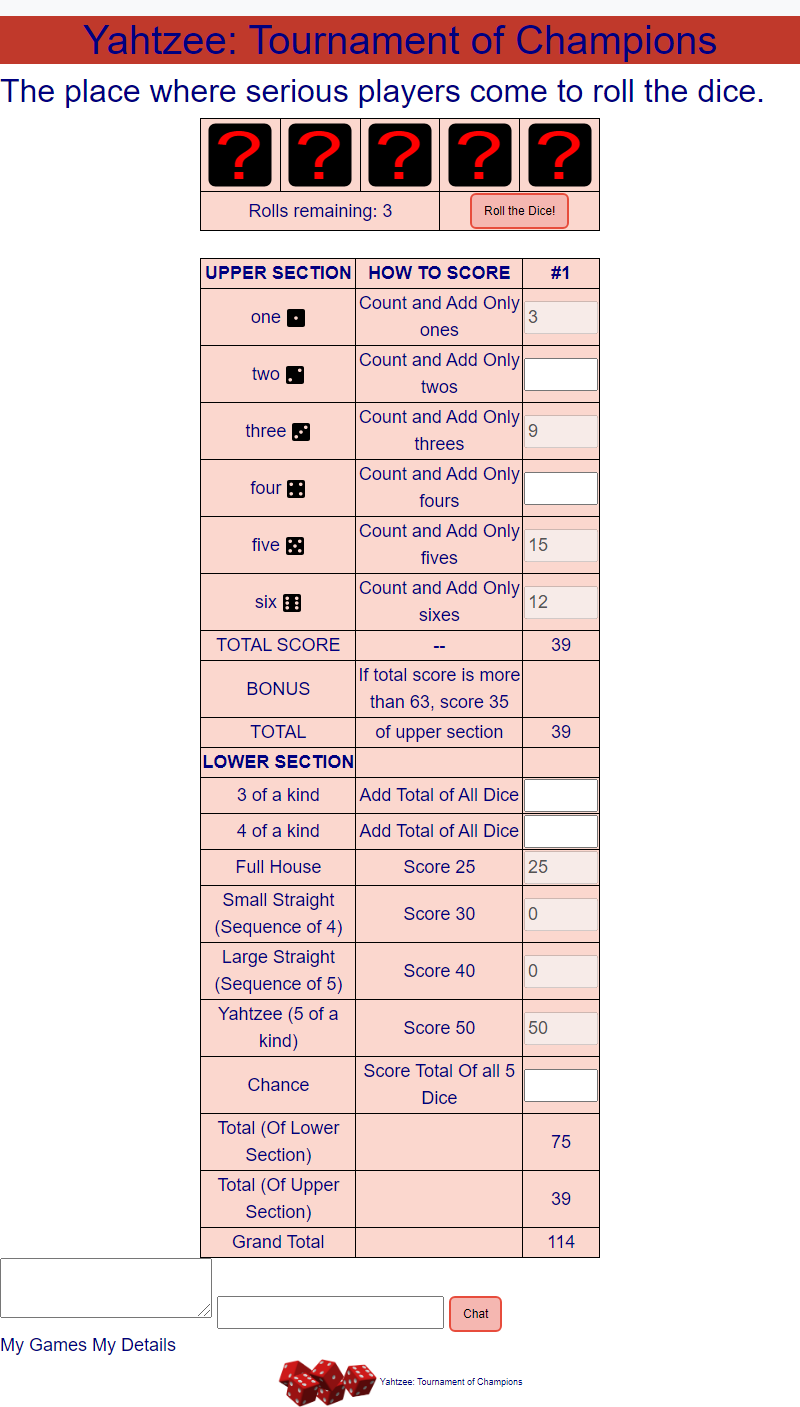 Yahtzee: Tournament of Champions
The place where serious players come to roll the dice.
? ? ? ? ?
Rolls remaining: 3 Roll the Dice!
UPPER SECTION HOW TO SCORE #1
one Count and Add Only ones 3
two Count and Add Only twos
three Count and Add Only threes 9
four Count and Add Only fours
five Count and Add Only fives 15
six Count and Add Only sixes 12
TOTAL SCORE -- 39
BONUS If total score is more than 63, score 35
TOTAL of upper section 39
LOWER SECTION
3 of a kind Add Total of All Dice
4 of a kind Add Total of All Dice
Full House Score 25 25
Small Straight (Sequence of 4) Score 30 0
Large Straight (Sequence of 5) Score 40 0
Yahtzee (5 of a kind) Score 50 50
Chance Score Total Of all 5 Dice
Total (Of Lower Section) 75
Total (Of Upper Section) 39
Grand Total 114
Chat
My Games My Details
Yahtzee: Tournament of Champions